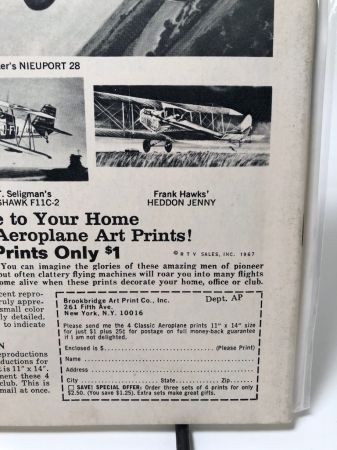 ker's NIEUPORT 28
T. Seligman's
SHAWK F11C-2
Frank Hawks'
HEDDON JENNY
e to Your Home
Aeroplane Art Prints!
Prints Only $1
© R T V SALES, INC. 1967
You can imagine the glories of these amazing men of pioneer
but often clattery flying machines will roar you into many flights
ome alive when these prints decorate your home, office or club.
cent repro-
ruly appre-
small color
ly detailed.
to indicate
N
eproductions
ductions for
is 11" x 14".
ment these 4
club. This is
mail at once.
Brookbridge Art Print Co., Inc. Dept. AP
261 Fifth Ave.
New York, N.Y. 10016
Please send me the 4 Classic Aeroplane prints 11" x 14" size
for just $1 plus 25¢ for postage on full money-back guarantee
if I am not delighted.
Enclosed is $ (Please Print)
Name
Address
City State Zip
SAVE! SPECIAL OFFER: Order three sets of 4 prints for only
$2.50. (You save $1.25). Extra sets make great gifts.